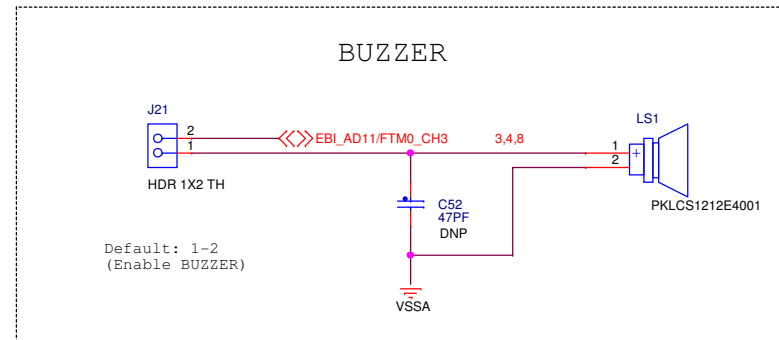 BUZZER
J21
2
1
HDR 1X2 TH
EBI_AD11/FTM0_CH3
3,4,8
LS1
1
2
+
PKLCS1212E4001
C52
47PF
DNP
Default: 1-2
(Enable BUZZER)
VSSA